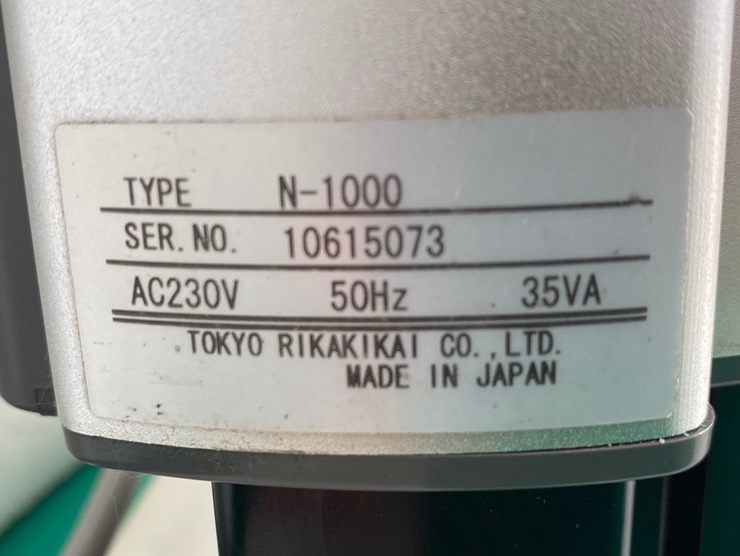 TYPE N-1000
SER.NO. 10615073
AC230V 50Hz 35VA
TOKYO RIKAKIKAI CO.,LTD.
MADE IN JAPAN